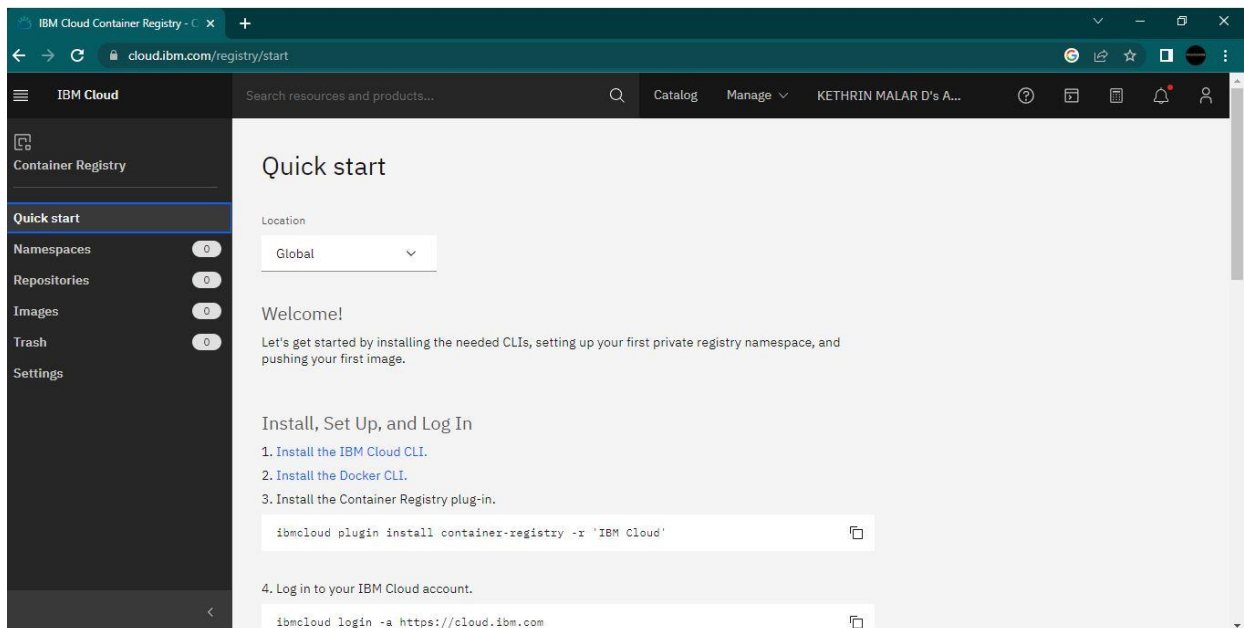 IBM Cloud Container Registry - C
cloud.ibm.com/registry/start
IBM Cloud
Search resources and products...
Catalog
Manage
KETHRIN MALAR D's A...
Container Registry
Quick start
Namespaces 0
Repositories 0
Images 0
Trash 0
Settings
Quick start
Location
Global
Welcome!
Let's get started by installing the needed CLIs, setting up your first private registry namespace, and
pushing your first image.
Install, Set Up, and Log In
1. Install the IBM Cloud CLI.
2. Install the Docker CLI.
3. Install the Container Registry plug-in.
ibmcloud plugin install container-registry -r 'IBM Cloud'
4. Log in to your IBM Cloud account.
ibmcloud login -a https://cloud.ibm.com